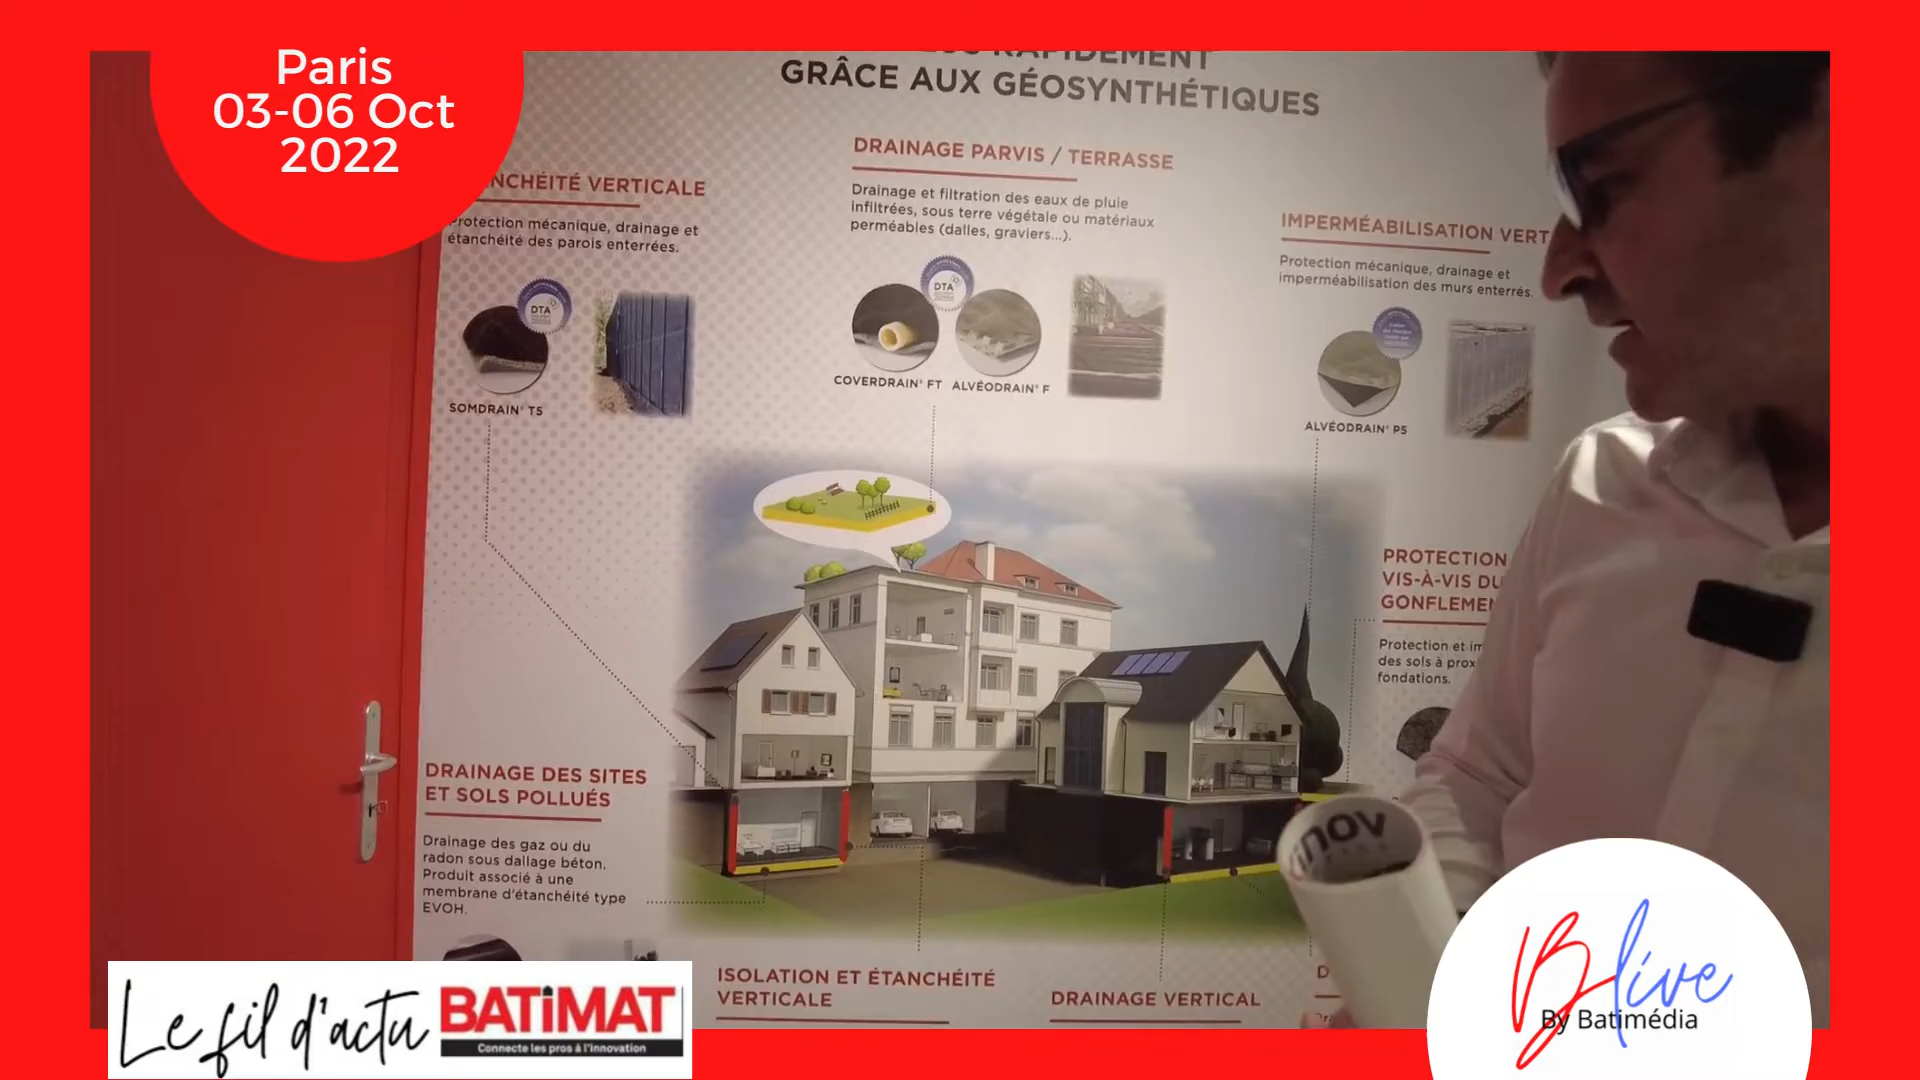 Paris
03-06 Oct
2022
RAPIDEMENT
GRÂCE AUX GÉOSYNTHÉTIQUES
NCHÉITÉ VERTICALE
Protection mécanique, drainage et
étanchéité des parois enterrées.
DTA
SOMDRAIN® T5
DRAINAGE PARVIS / TERRASSE
Drainage et filtration des eaux de pluie
infiltrées, sous terre végétale ou matériaux
perméables (dalles, graviers...).
DTA
COVERDRAIN® FT ALVÉODRAIN® F
IMPERMÉABILISATION VERT
Protection mécanique, drainage et
imperméabilisation des murs enterrés.
ALVÉODRAIN® P5
PROTECTION
VIS-À-VIS DU
GONFLEMEN
Protection et im
des sols à prox
fondations.
DRAINAGE DES SITES
ET SOLS POLLUÉS
Drainage des gaz ou du
radon sous dallage béton.
Produit associé à une
membrane d'étanchéité type
EVOH.
ISOLATION ET ÉTANCHÉITÉ
VERTICALE
DRAINAGE VERTICAL
D
nov
Le fil d'actu
BATiMAT
Connecte les pros à l'innovation
Blive
By Batimédia